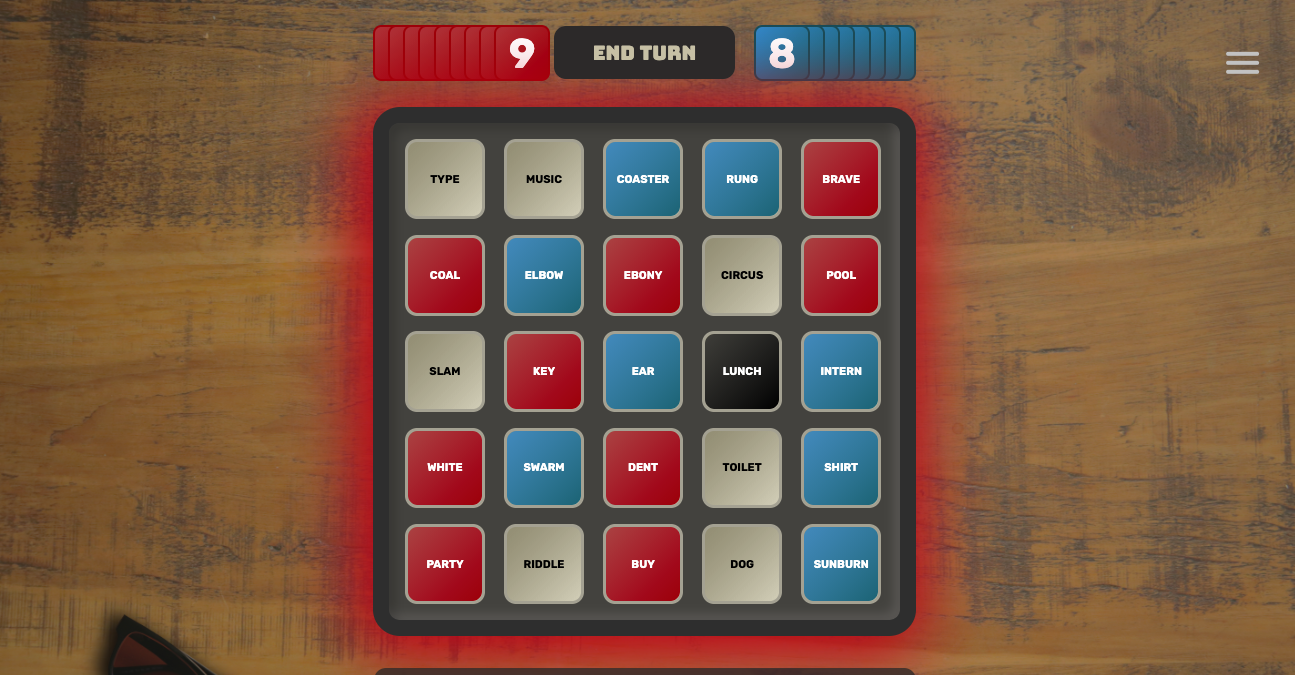 9 END TURN 8
TYPE MUSIC COASTER RUNG BRAVE
COAL ELBOW EBONY CIRCUS POOL
SLAM KEY EAR LUNCH INTERN
WHITE SWARM DENT TOILET SHIRT
PARTY RIDDLE BUY DOG SUNBURN